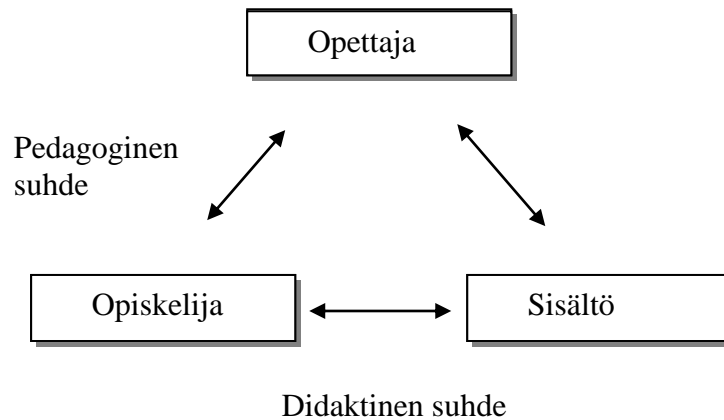 Opettaja
Pedagoginen
suhde
Opiskelija
Sisältö
Didaktinen suhde